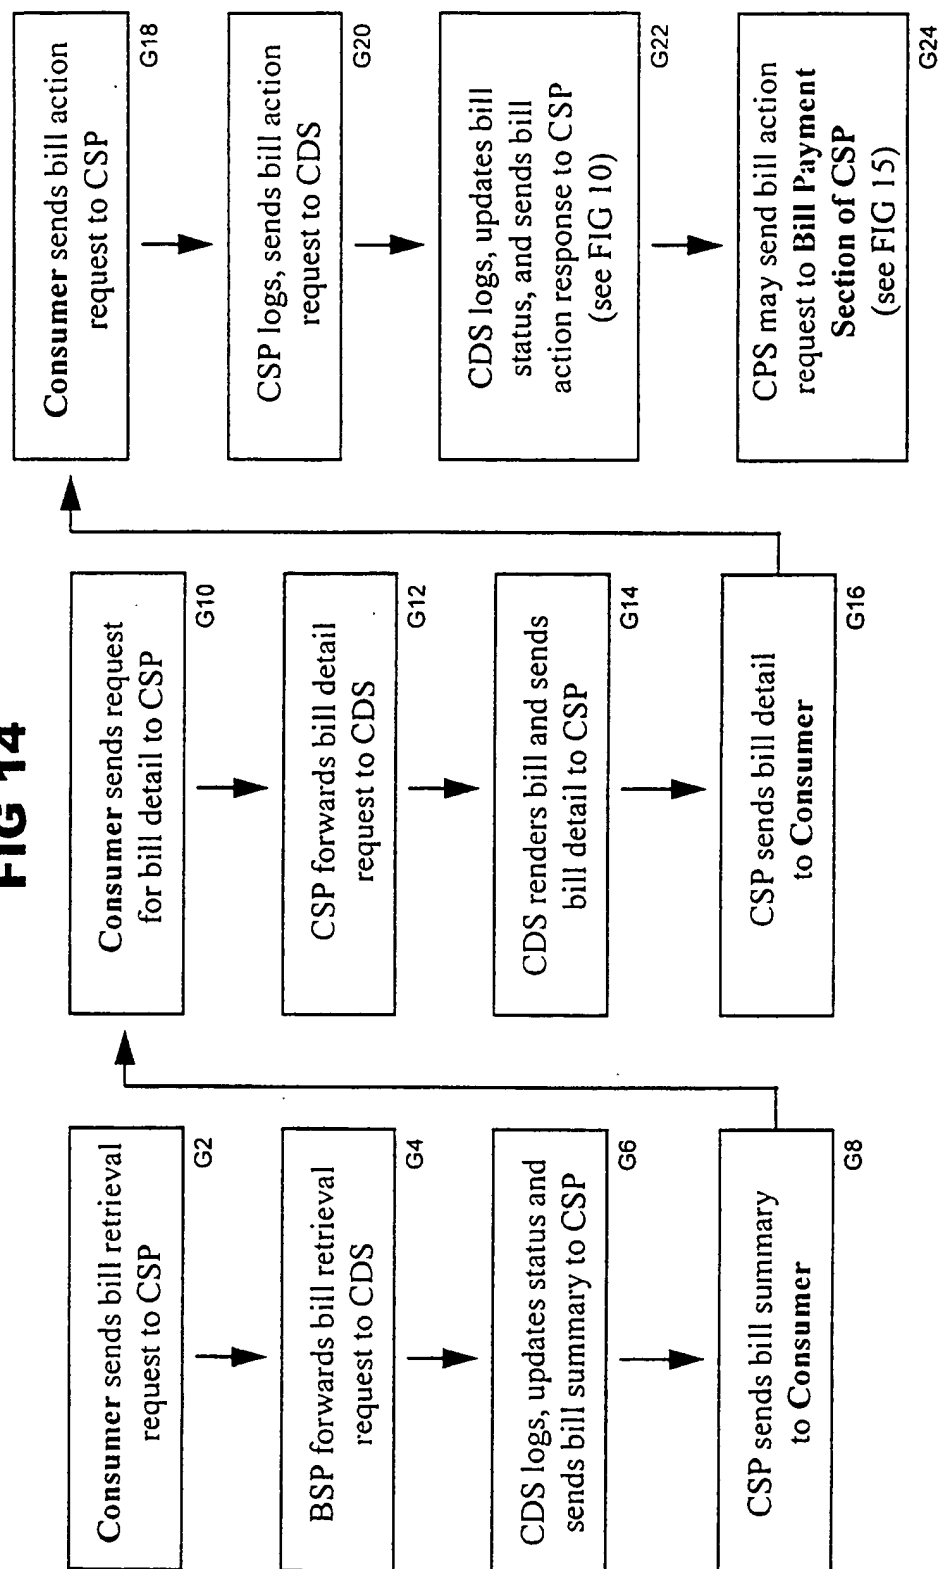 FIG 14
Consumer sends bill retrieval
request to CSP
G2
BSP forwards bill retrieval
request to CDS
G4
CDS logs, updates status and
sends bill summary to CSP
G6
CSP sends bill summary
to Consumer
G8
Consumer sends request
for bill detail to CSP
G10
CSP forwards bill detail
request to CDS
G12
CDS renders bill and sends
bill detail to CSP
G14
CSP sends bill detail
to Consumer
G16
Consumer sends bill action
request to CSP
G18
CSP logs, sends bill action
request to CDS
G20
CDS logs, updates bill
status, and sends bill
action response to CSP
(see FIG 10)
G22
CPS may send bill action
request to Bill Payment
Section of CSP
(see FIG 15)
G24